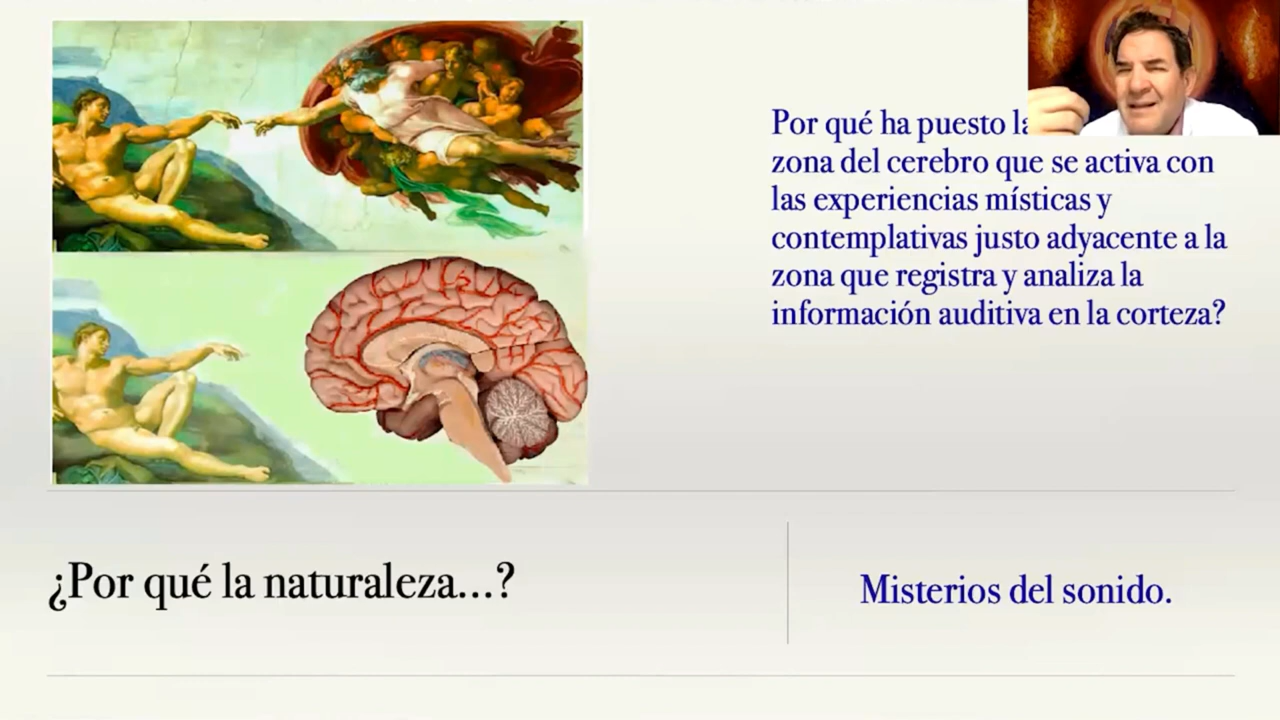 Por qué ha puesto la
zona del cerebro que se activa con
las experiencias místicas y
contemplativas justo adyacente a la
zona que registra y analiza la
información auditiva en la corteza?
¿Por qué la naturaleza...?
Misterios del sonido.